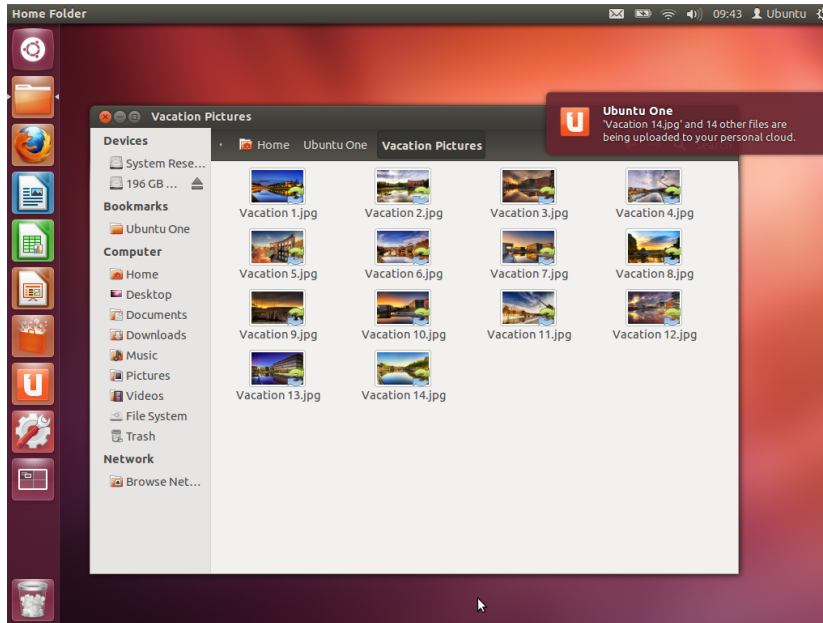 Home Folder
09:43 Ubuntu
Vacation Pictures
Ubuntu One
'Vacation 14.jpg' and 14 other files are
being uploaded to your personal cloud.
Home Ubuntu One Vacation Pictures
Search
Devices
System Rese...
196 GB ...
Bookmarks
Ubuntu One
Computer
Home
Desktop
Documents
Downloads
Music
Pictures
Videos
File System
Trash
Network
Browse Net...
Vacation 1.jpg Vacation 2.jpg Vacation 3.jpg Vacation 4.jpg
Vacation 5.jpg Vacation 6.jpg Vacation 7.jpg Vacation 8.jpg
Vacation 9.jpg Vacation 10.jpg Vacation 11.jpg Vacation 12.jpg
Vacation 13.jpg Vacation 14.jpg